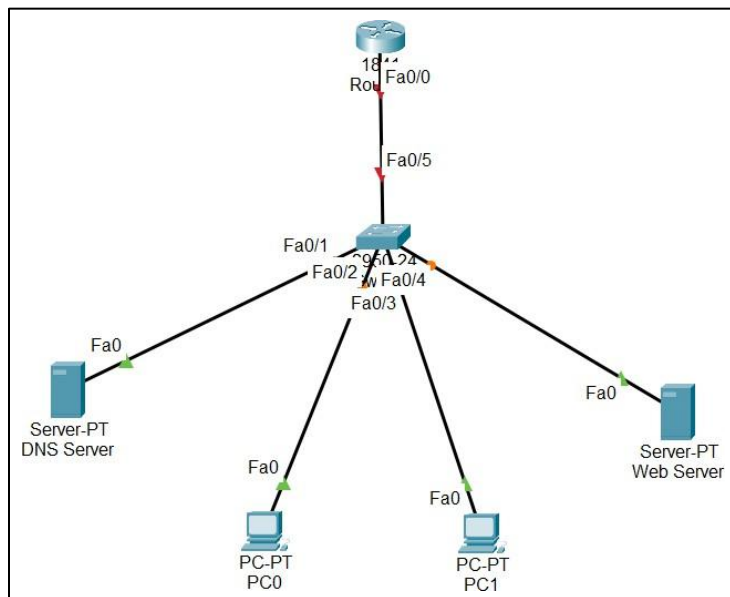 Fa0/0
Fa0/5
Fa0/1
Fa0/2
Fa0/4
Fa0/3
Fa0
Server-PT
DNS Server
Fa0
Server-PT
Web Server
Fa0
PC-PT
PC0
Fa0
PC-PT
PC1